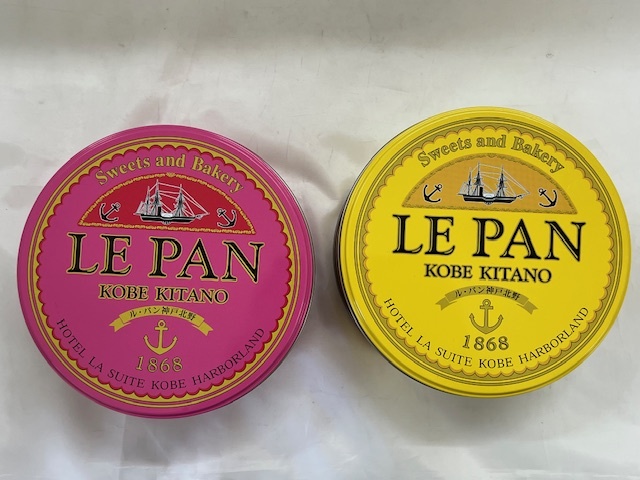 Sweets and Bakery
LE PAN
KOBE KITANO
ル・パン神戸北野
1868
HOTEL LA SUITE KOBE HARBORLAND
Sweets and Bakery
LE PAN
KOBE KITANO
ル・パン神戸北野
1868
HOTEL LA SUITE KOBE HARBORLAND